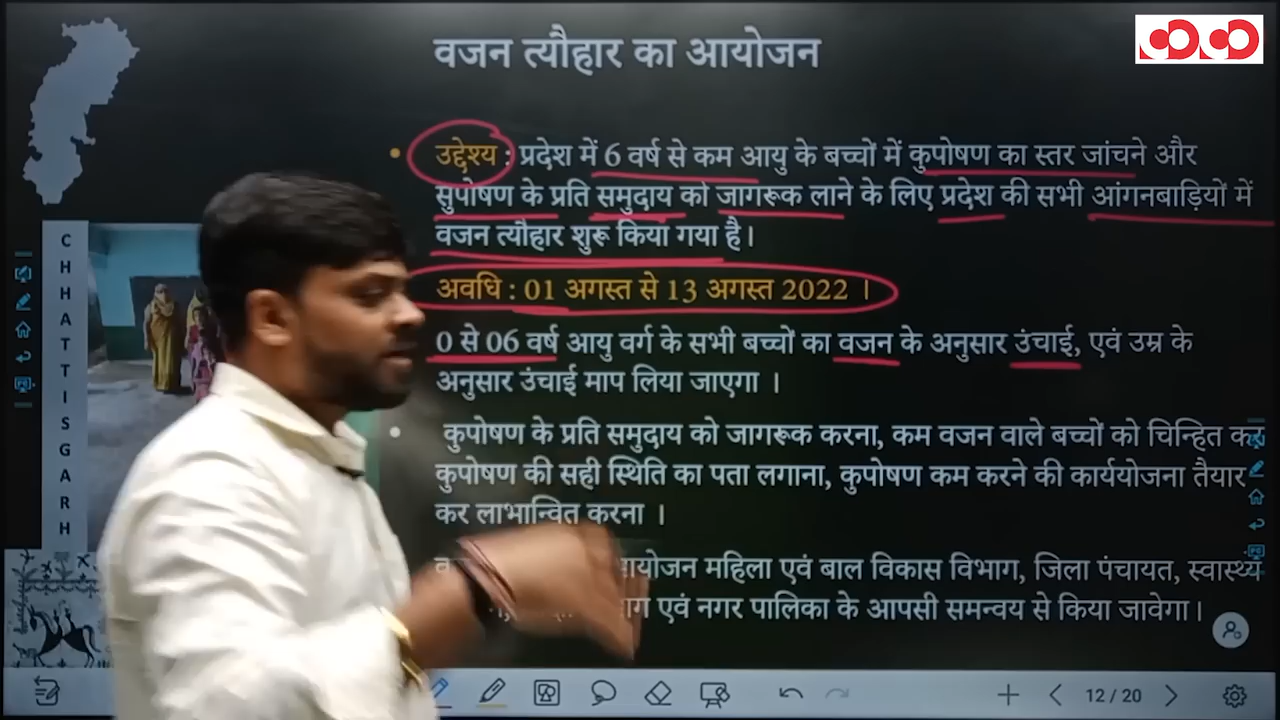 वजन त्यौहार का आयोजन
उद्देश्य : प्रदेश में 6 वर्ष से कम आयु के बच्चों में कुपोषण का स्तर जांचने और
सुपोषण के प्रति समुदाय को जागरूक लाने के लिए प्रदेश की सभी आंगनबाड़ियों में
वजन त्यौहार शुरू किया गया है।
अवधि : 01 अगस्त से 13 अगस्त 2022 ।
0 से 06 वर्ष आयु वर्ग के सभी बच्चों का वजन के अनुसार उंचाई, एवं उम्र के
अनुसार उंचाई माप लिया जाएगा ।
कुपोषण के प्रति समुदाय को जागरूक करना, कम वजन वाले बच्चों को चिन्हित
कुपोषण की सही स्थिति का पता लगाना, कुपोषण कम करने की कार्ययोजना तैयार
कर लाभान्वित करना ।
महिला एवं बाल विकास विभाग, जिला पंचायत, स्वास्थ्य
एवं नगर पालिका के आपसी समन्वय से किया जावेगा।
CHHATTISGARH
12 / 20